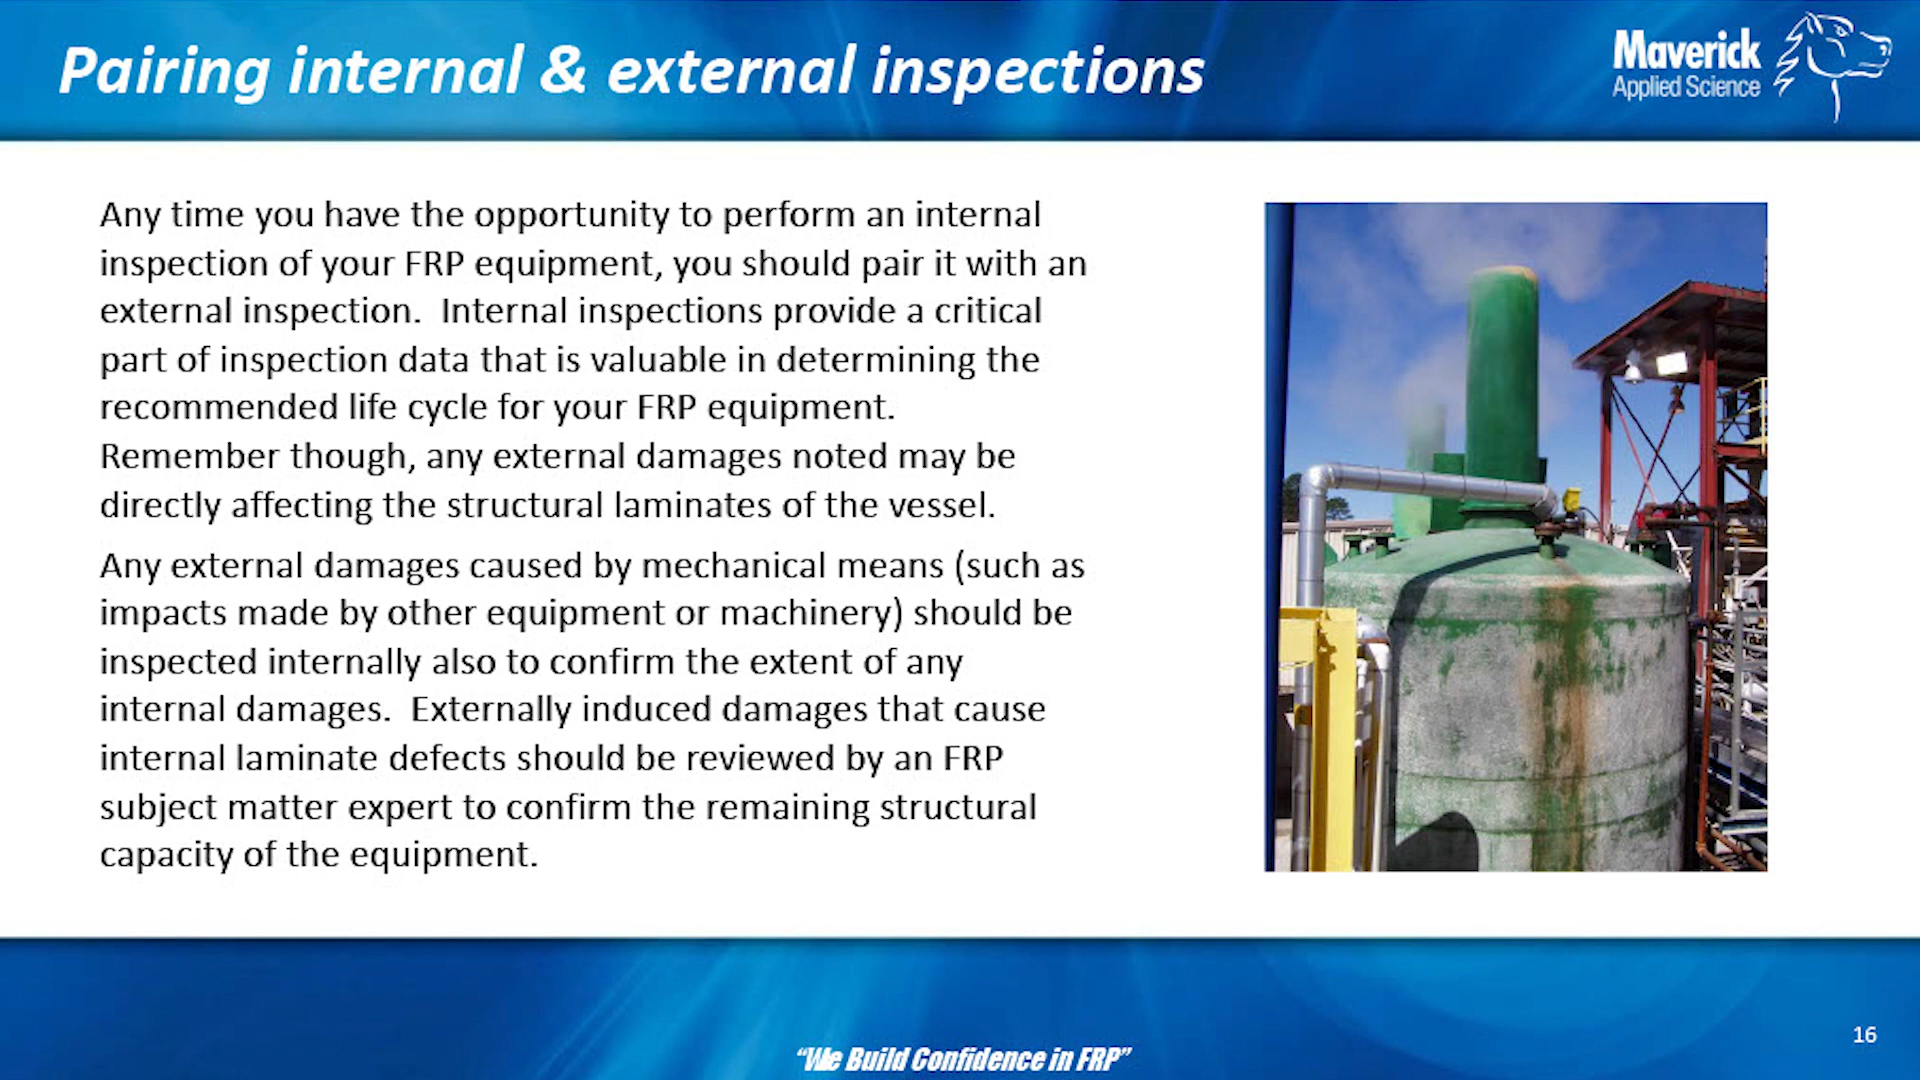 Pairing internal & external inspections
Maverick
Applied Science
Any time you have the opportunity to perform an internal
inspection of your FRP equipment, you should pair it with an
external inspection.  Internal inspections provide a critical
part of inspection data that is valuable in determining the
recommended life cycle for your FRP equipment.
Remember though, any external damages noted may be
directly affecting the structural laminates of the vessel.
Any external damages caused by mechanical means (such as
impacts made by other equipment or machinery) should be
inspected internally also to confirm the extent of any
internal damages.  Externally induced damages that cause
internal laminate defects should be reviewed by an FRP
subject matter expert to confirm the remaining structural
capacity of the equipment.
“We Build Confidence in FRP”
16